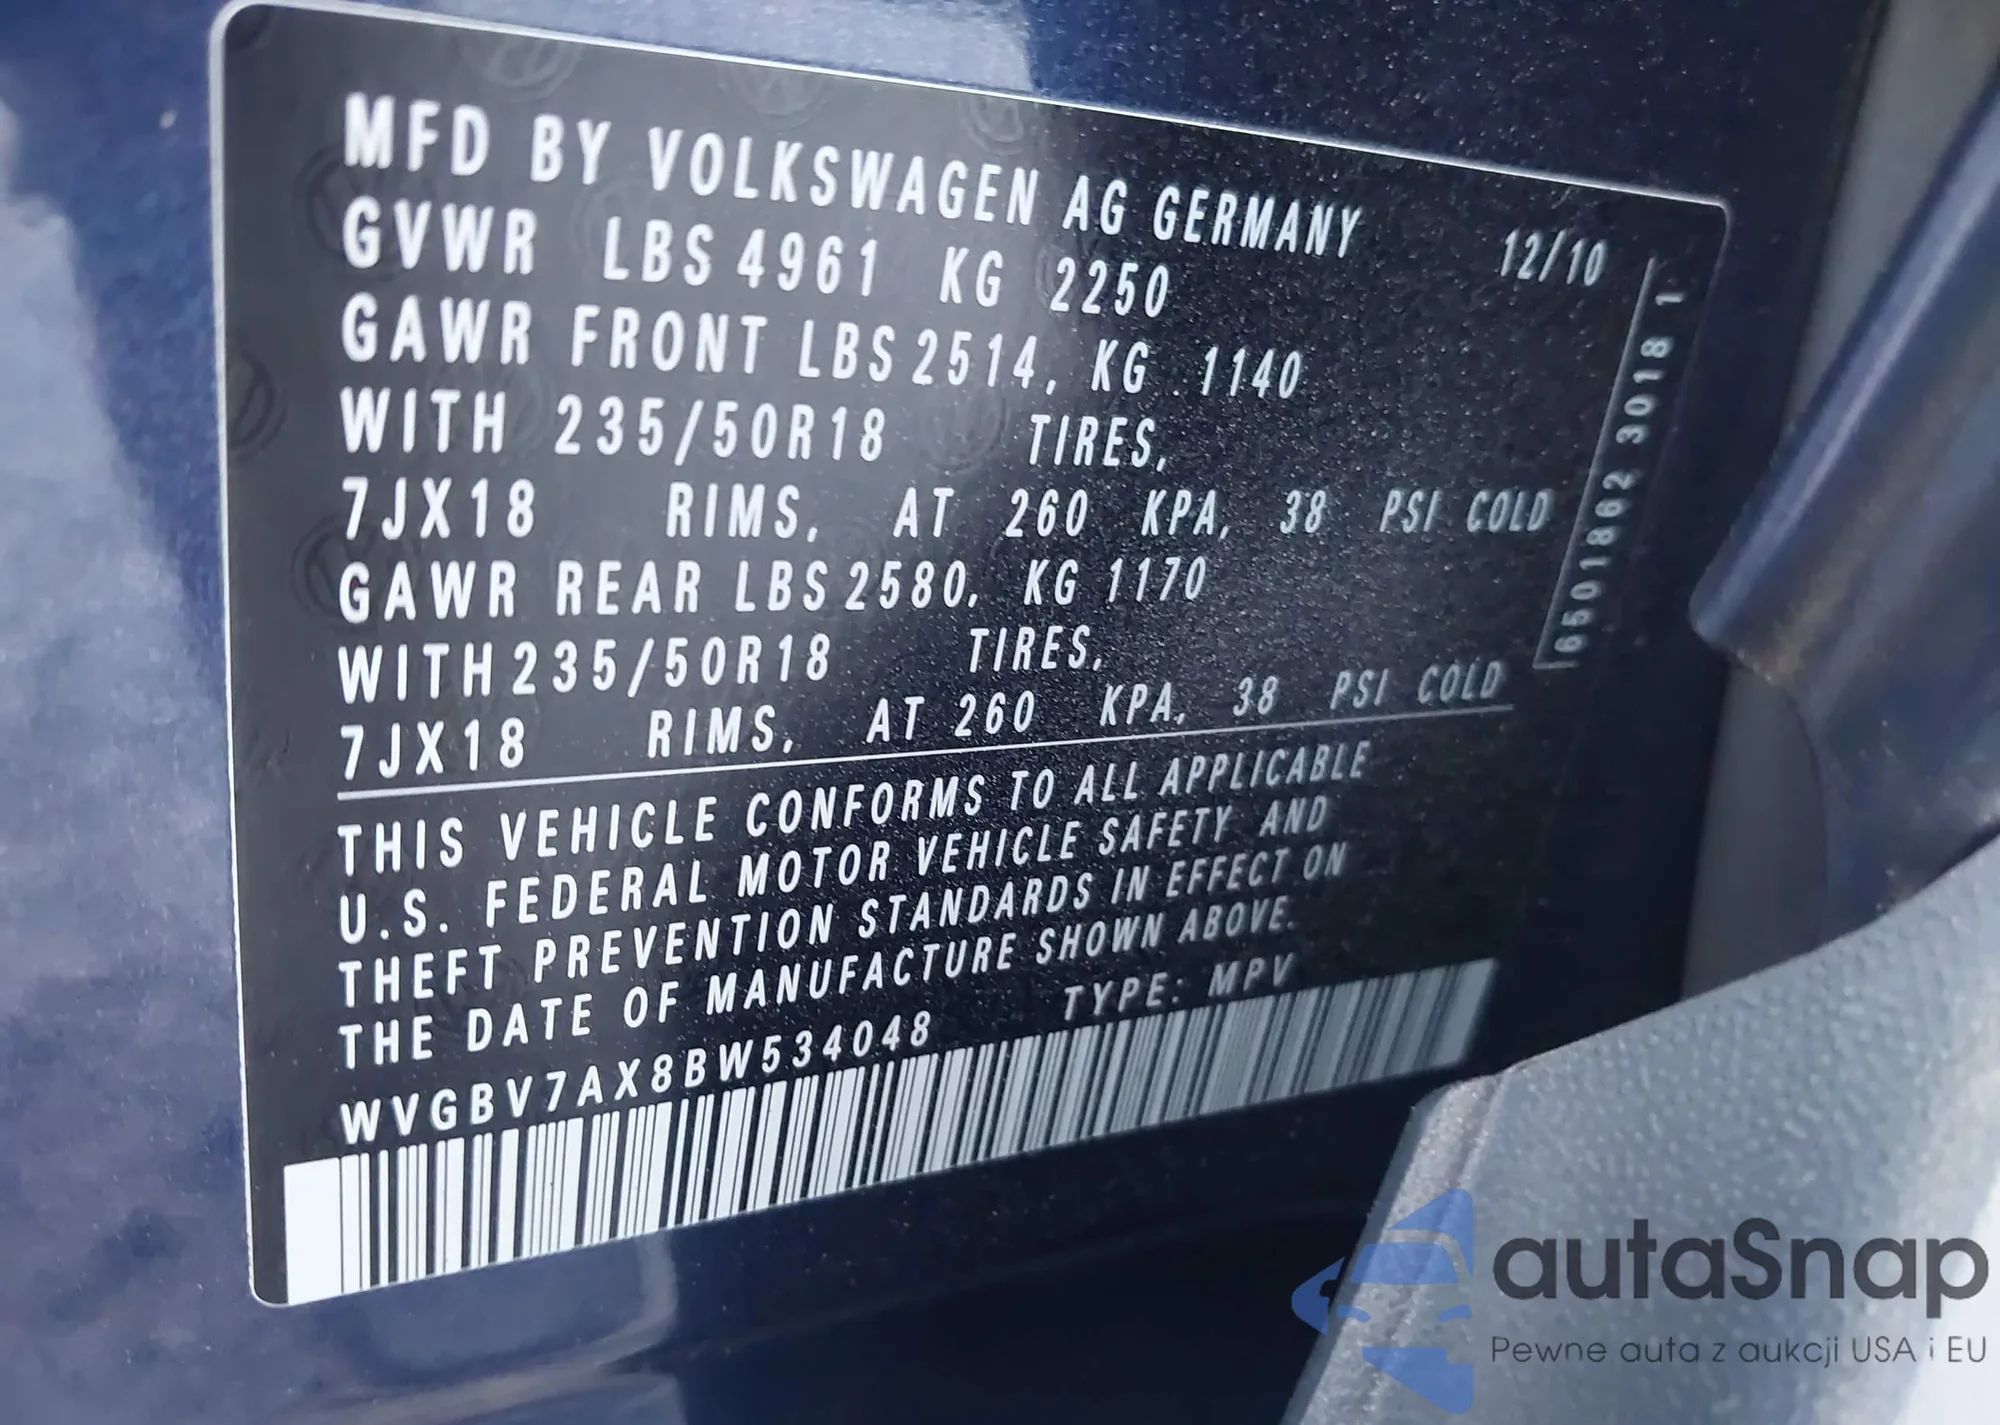 MFD BY VOLKSWAGEN AG GERMANY
GVWR LBS 4961 KG 2250 12/10
GAWR FRONT LBS 2514, KG 1140
WITH 235/50R18 TIRES,
7JX18 RIMS, AT 260 KPA, 38 PSI COLD
GAWR REAR LBS 2580, KG 1170
WITH 235/50R18 TIRES,
7JX18 RIMS, AT 260 KPA, 38 PSI COLD
6501862 3018 1
THIS VEHICLE CONFORMS TO ALL APPLICABLE
U.S. FEDERAL MOTOR VEHICLE SAFETY AND
THEFT PREVENTION STANDARDS IN EFFECT ON
THE DATE OF MANUFACTURE SHOWN ABOVE.
WVGBV7AX8BW534048 TYPE: MPV
autaSnap
Pewne auta z aukcji USA i EU